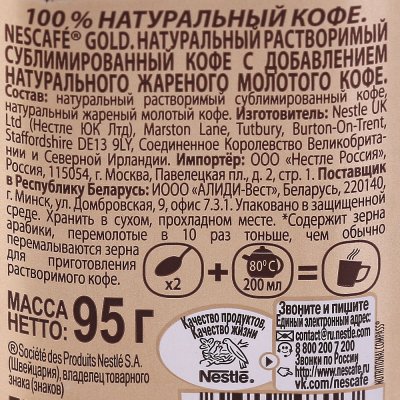 100 % НАТУРАЛЬНЫЙ КОФЕ.
NESCAFÉ® GOLD. НАТУРАЛЬНЫЙ РАСТВОРИМЫЙ
СУБЛИМИРОВАННЫЙ КОФЕ С ДОБАВЛЕНИЕМ
НАТУРАЛЬНОГО ЖАРЕНОГО МОЛОТОГО КОФЕ.
Состав: натуральный растворимый сублимированный кофе,
натуральный жареный молотый кофе. Изготовитель: Nestle UK
Ltd (Нестле ЮК Лтд), Marston Lane, Tutbury, Burton-On-Trent,
Staffordshire DE13 9LY, Соединенное Королевство Великобрита-
нии и Северной Ирландии. Импортёр: ООО «Нестле Россия»,
Россия, 115054, г. Москва, Павелецкая пл., д. 2, стр. 1. Поставщик
в Республику Беларусь: ИООО «АЛИДИ-Вест», Беларусь, 220140,
г. Минск, ул. Домбровская, 9, офис 7.3.1. Упаковано в защищенной
среде. Хранить в сухом, прохладном месте. *Содержит зерна
арабики, перемолотые в 10 раз тоньше, чем обычно
перемалываются зерна
для приготовления
растворимого кофе.
x2 + 80°C 200 мл =
МАССА
НЕТТО: 95 г
®Société des Produits Nestlé S.A.
(Швейцария), владелец товарного
знака (знаков)
Качество продуктов,
Качество жизни
Nestlé®
Звоните и пишите
Единый электронный адрес:
contact@ru.nestle.com
8 800 200 7 200
Звонки по России
http://www.nestle.ru
vk.com/nescafe
NUTRITIONAL COMPASS®